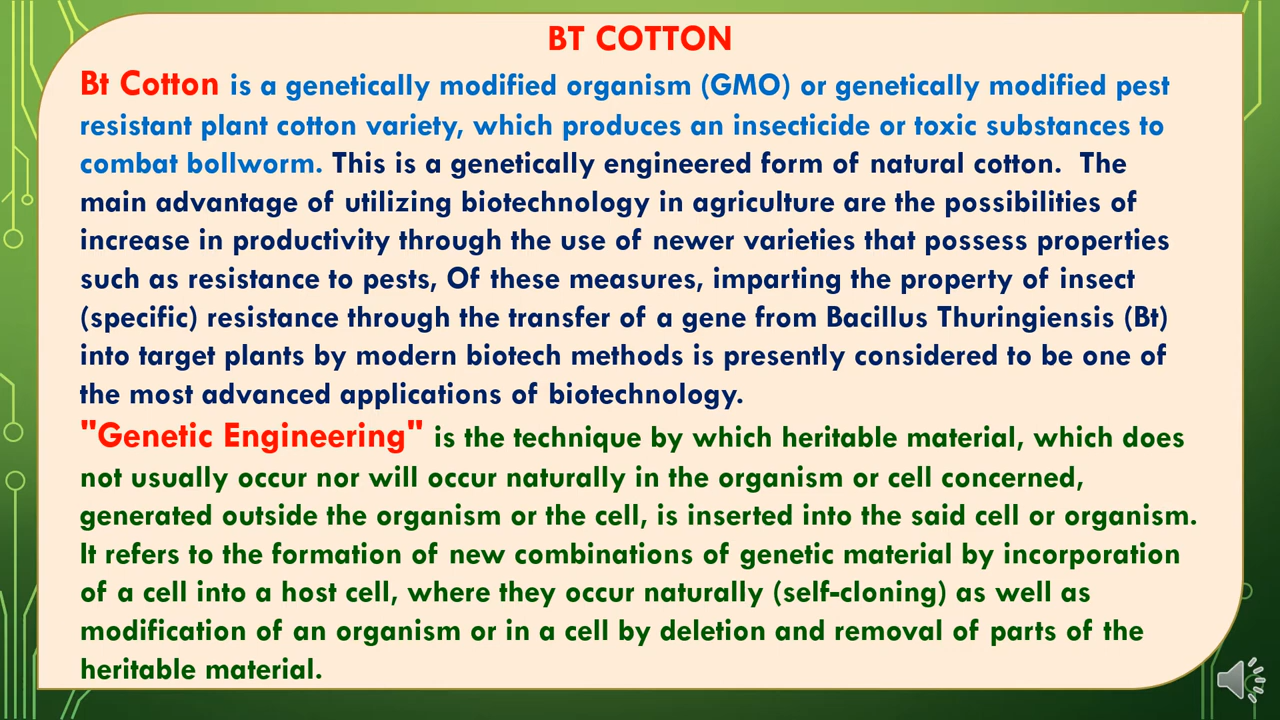 BT COTTON
Bt Cotton is a genetically modified organism (GMO) or genetically modified pest
resistant plant cotton variety, which produces an insecticide or toxic substances to
combat bollworm. This is a genetically engineered form of natural cotton.  The
main advantage of utilizing biotechnology in agriculture are the possibilities of
increase in productivity through the use of newer varieties that possess properties
such as resistance to pests, Of these measures, imparting the property of insect
(specific) resistance through the transfer of a gene from Bacillus Thuringiensis (Bt)
into target plants by modern biotech methods is presently considered to be one of
the most advanced applications of biotechnology.
"Genetic Engineering" is the technique by which heritable material, which does
not usually occur nor will occur naturally in the organism or cell concerned,
generated outside the organism or the cell, is inserted into the said cell or organism.
It refers to the formation of new combinations of genetic material by incorporation
of a cell into a host cell, where they occur naturally (self-cloning) as well as
modification of an organism or in a cell by deletion and removal of parts of the
heritable material.